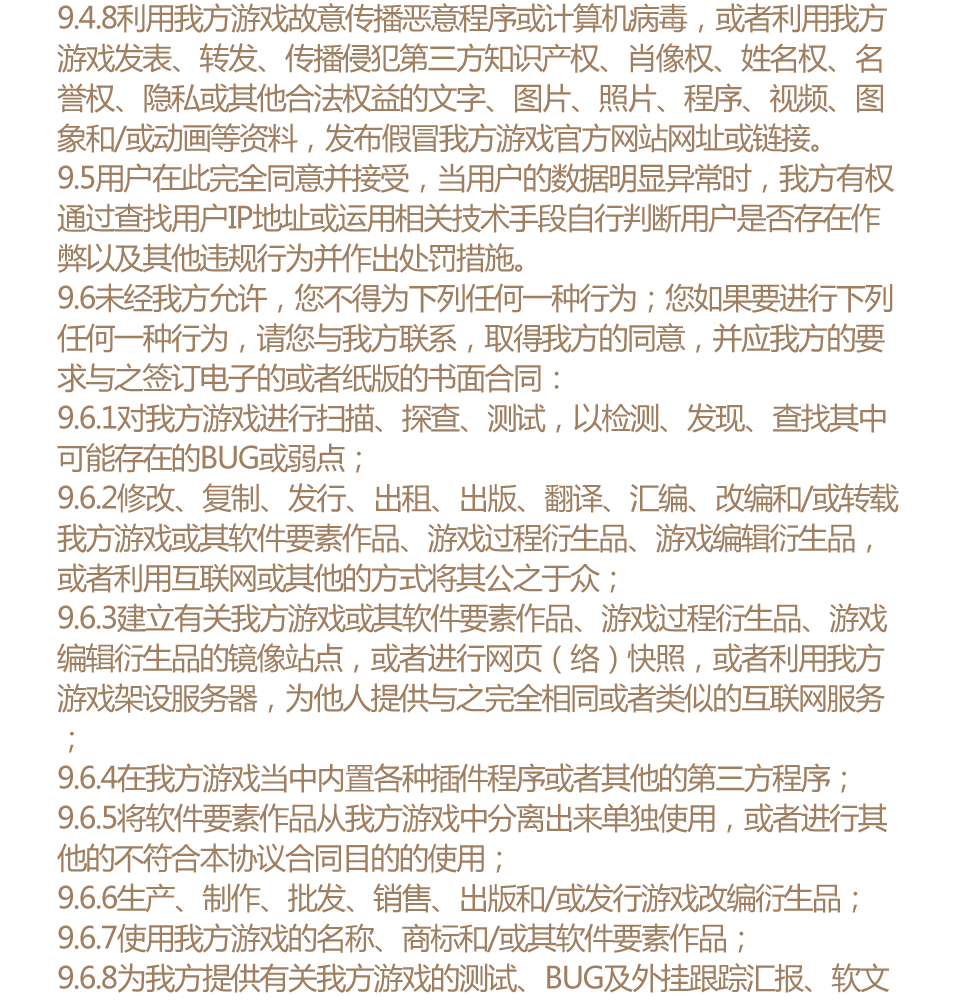 9.4.8利用我方游戏故意传播恶意程序或计算机病毒，或者利用我方
游戏发表、转发、传播侵犯第三方知识产权、肖像权、姓名权、名
誉权、隐私或其他合法权益的文字、图片、照片、程序、视频、图
象和/或动画等资料，发布假冒我方游戏官方网站网址或链接。
9.5用户在此完全同意并接受，当用户的数据明显异常时，我方有权
通过查找用户IP地址或运用相关技术手段自行判断用户是否存在作
弊以及其他违规行为并作出处罚措施。
9.6未经我方允许，您不得为下列任何一种行为；您如果要进行下列
任何一种行为，请您与我方联系，取得我方的同意，并应我方的要
求与之签订电子的或者纸版的书面合同：
9.6.1对我方游戏进行扫描、探查、测试，以检测、发现、查找其中
可能存在的BUG或弱点；
9.6.2修改、复制、发行、出租、出版、翻译、汇编、改编和/或转载
我方游戏或其软件要素作品、游戏过程衍生品、游戏编辑衍生品，
或者利用互联网或其他的方式将其公之于众；
9.6.3建立有关我方游戏或其软件要素作品、游戏过程衍生品、游戏
编辑衍生品的镜像站点，或者进行网页（络）快照，或者利用我方
游戏架设服务器，为他人提供与之完全相同或者类似的互联网服务
；
9.6.4在我方游戏当中内置各种插件程序或者其他的第三方程序；
9.6.5将软件要素作品从我方游戏中分离出来单独使用，或者进行其
他的不符合本协议合同目的的使用；
9.6.6生产、制作、批发、销售、出版和/或发行游戏改编衍生品；
9.6.7使用我方游戏的名称、商标和/或其软件要素作品；
9.6.8为我方提供有关我方游戏的测试、BUG及外挂跟踪汇报、软文